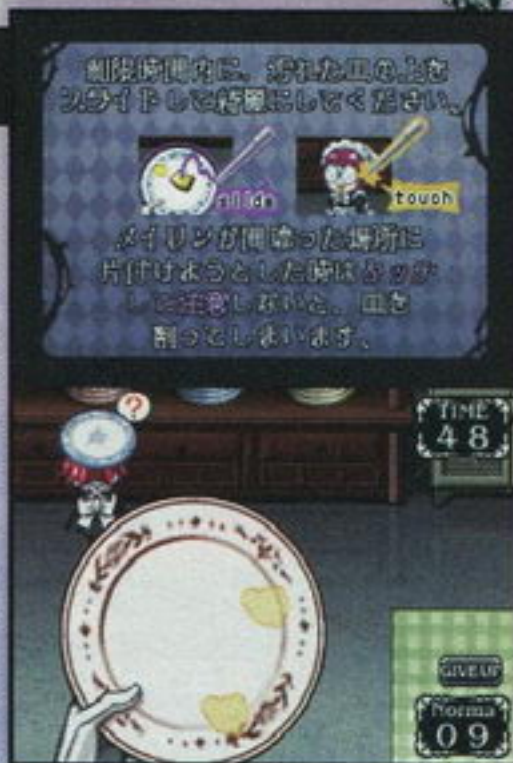 制限時間内に、汚れた皿の上を
スライドして綺麗にしてください。
slide
touch
メイリンが間違った場所に
片付けようとした時はタッチ
して注意しないと、皿を
割ってしまいます。
?
TIME
48
GIVE UP
Norma
09